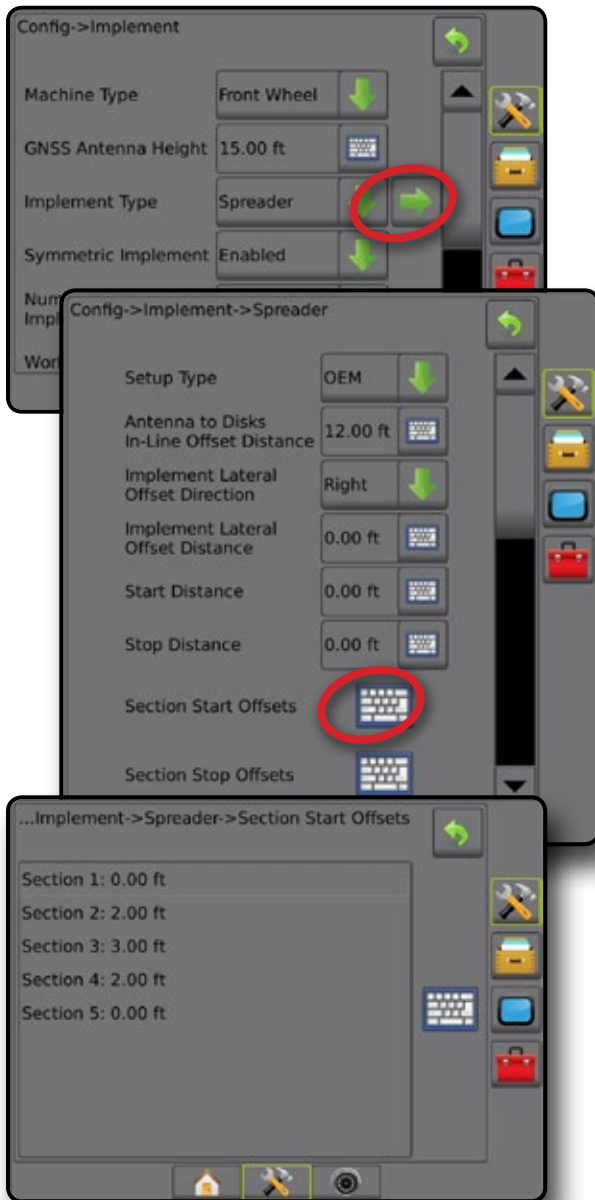 Config->Implement
Machine Type Front Wheel
GNSS Antenna Height 15.00 ft
Implement Type Spreader
Symmetric Implement Enabled
Num
Impl
Wor
Config->Implement->Spreader
Setup Type OEM
Antenna to Disks
In-Line Offset Distance 12.00 ft
Implement Lateral
Offset Direction Right
Implement Lateral
Offset Distance 0.00 ft
Start Distance 0.00 ft
Stop Distance 0.00 ft
Section Start Offsets
Section Stop Offsets
...Implement->Spreader->Section Start Offsets
Section 1: 0.00 ft
Section 2: 2.00 ft
Section 3: 3.00 ft
Section 4: 2.00 ft
Section 5: 0.00 ft